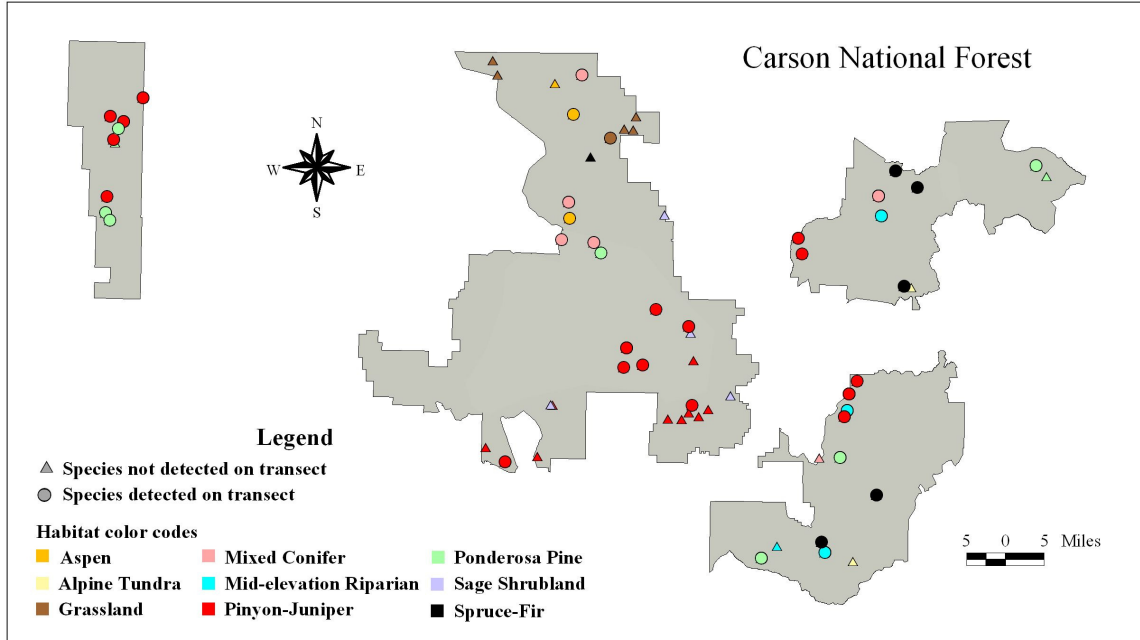 Carson National Forest
N
W E
S
Legend
Species not detected on transect
Species detected on transect
Habitat color codes
Aspen Mixed Conifer Ponderosa Pine
Alpine Tundra Mid-elevation Riparian Sage Shrubland
Grassland Pinyon-Juniper Spruce-Fir
5 0 5 Miles